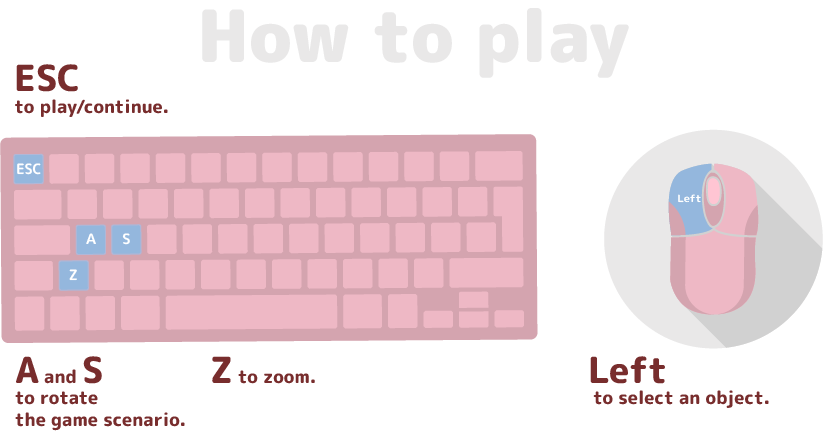 How to play
ESC
to play/continue.
ESC
A S
Z
Left
A and S
to rotate
the game scenario.
Z to zoom.
Left
to select an object.